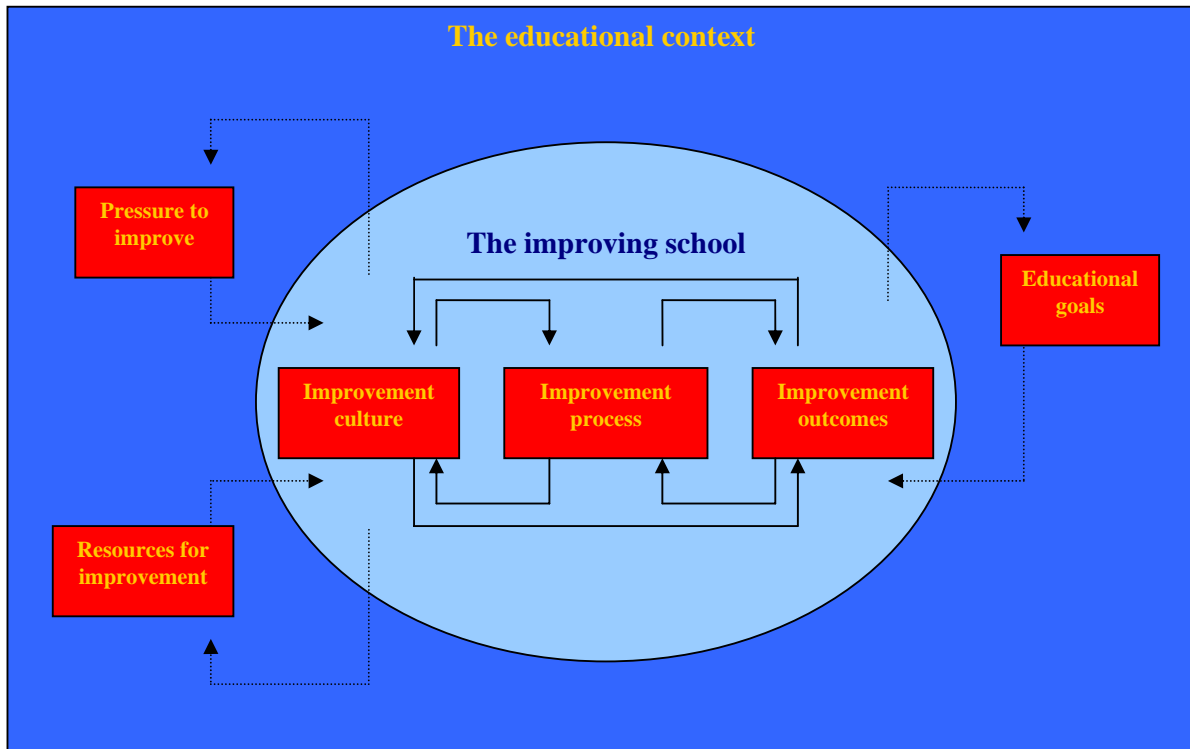 The educational context
Pressure to
improve
The improving school
Educational
goals
Improvement
culture
Improvement
process
Improvement
outcomes
Resources for
improvement